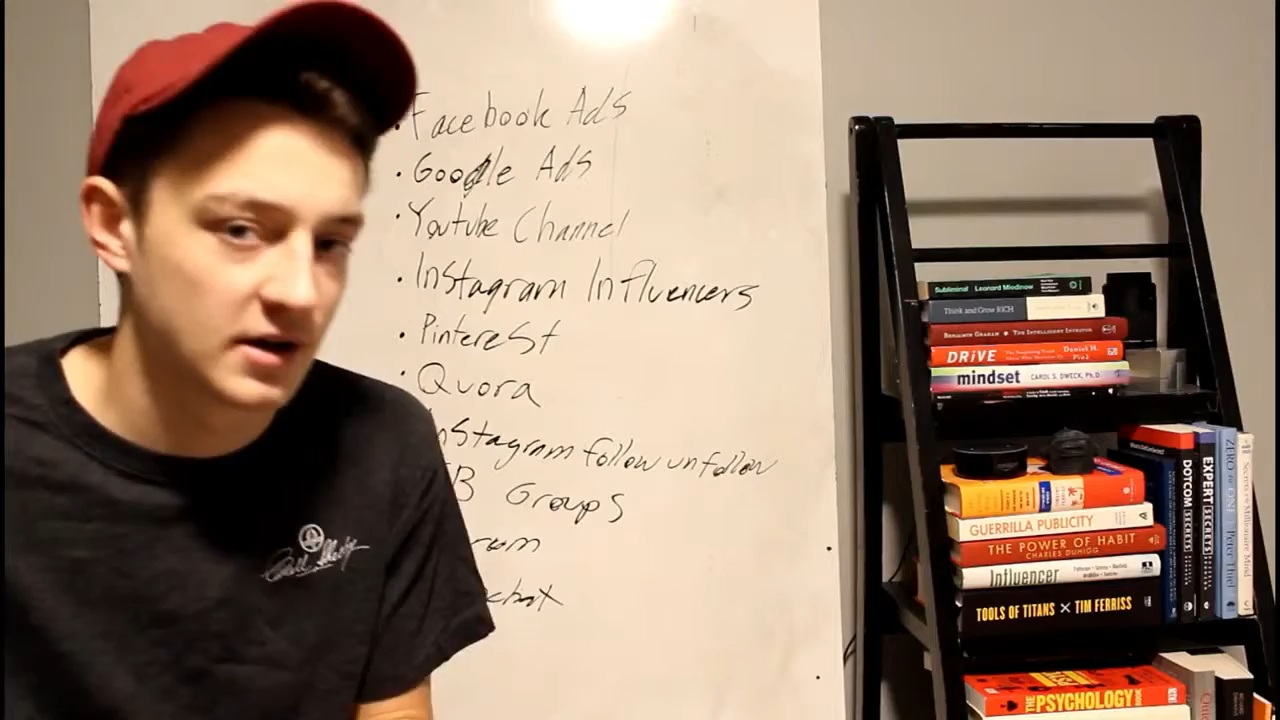 • Facebook Ads
• Google Ads
• Youtube Channel
• Instagram Influencers
• Pinterest
• Quora
nstagram follow unfollow
B Groups
Subliminal Leonard Mlodinow
Think and Grow RICH
BENJAMIN GRAHAM • THE INTELLIGENT INVESTOR
DRiVE Daniel H. Pink
mindset CAROL S. DWECK, Ph.D.
GUERRILLA PUBLICITY
THE POWER OF HABIT
CHARLES DUHIGG
Influencer
TOOLS OF TITANS × TIM FERRISS
DOTCOM SECRETS
EXPERT SECRETS
ZERO to ONE Peter Thiel
Secrets of the Millionaire Mind
THE PSYCHOLOGY BOOK